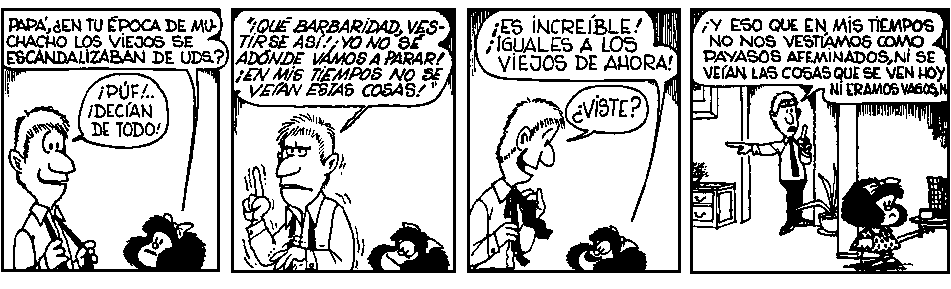 PAPÁ, ¿EN TU ÉPOCA DE MU-
CHACHO LOS VIEJOS SE
ESCANDALIZABAN DE UDS.?
¡PÚF!..
¡DECÍAN
DE TODO!
"¡QUÉ BARBARIDAD, VES-
TIRSE ASÍ!¡¡YO NO SÉ
ADÓNDE VAMOS A PARAR!
¡EN MIS TIEMPOS NO SE
VEÍAN ESTAS COSAS!"
¡ES INCREÍBLE!
¡IGUALES A LOS
VIEJOS DE AHORA!
¿VISTE?
¡Y ESO QUE EN MIS TIEMPOS
NO NOS VESTÍAMOS COMO
PAYASOS AFEMINADOS, NI SE
VEÍAN LAS COSAS QUE SE VEN HOY
NI ERAMOS VAGOS, N